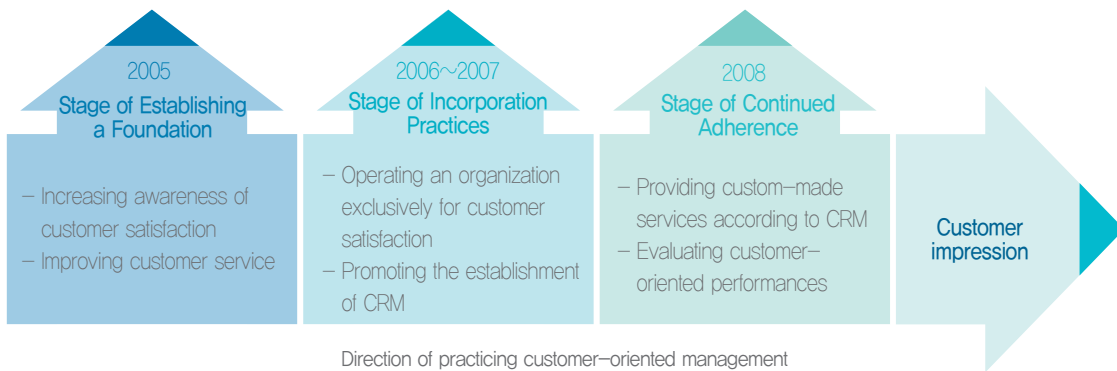 2005
Stage of Establishing
a Foundation
– Increasing awareness of
customer satisfaction
– Improving customer service
2006~2007
Stage of Incorporation
Practices
– Operating an organization
exclusively for customer
satisfaction
– Promoting the establishment
of CRM
2008
Stage of Continued
Adherence
– Providing custom–made
services according to CRM
– Evaluating customer–
oriented performances
Customer
impression
Direction of practicing customer–oriented management